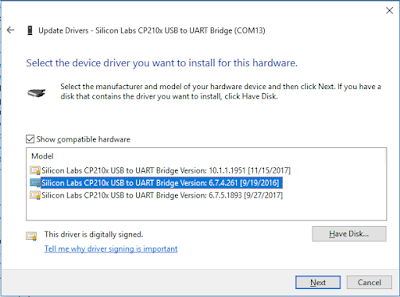 Update Drivers - Silicon Labs CP210x USB to UART Bridge (COM13)
Select the device driver you want to install for this hardware.
Select the manufacturer and model of your hardware device and then click Next. If you have a
disk that contains the driver you want to install, click Have Disk.
Show compatible hardware
Model
Silicon Labs CP210x USB to UART Bridge Version: 10.1.1.1951 [11/15/2017]
Silicon Labs CP210x USB to UART Bridge Version: 6.7.4.261 [9/19/2016]
Silicon Labs CP210x USB to UART Bridge Version: 6.7.5.1893 [9/27/2017]
This driver is digitally signed.
Have Disk...
Tell me why driver signing is important
Next
Cancel